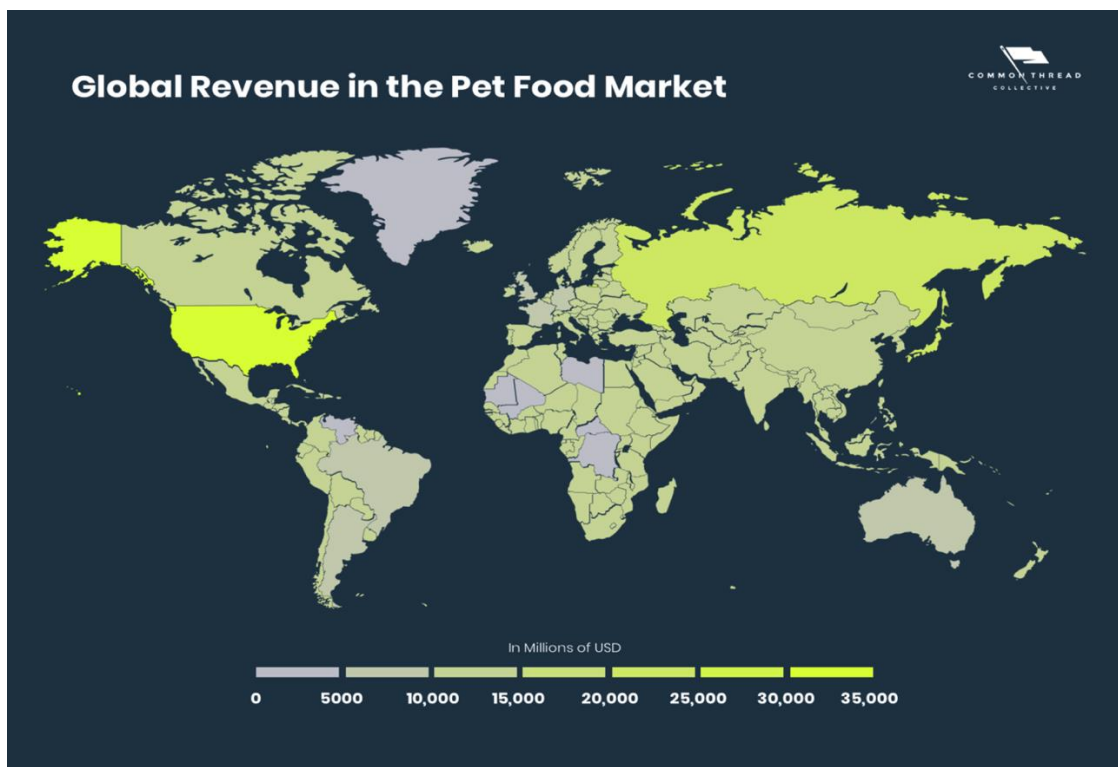 Global Revenue in the Pet Food Market
COMMON THREAD
COLLECTIVE
In Millions of USD
0 5000 10,000 15,000 20,000 25,000 30,000 35,000